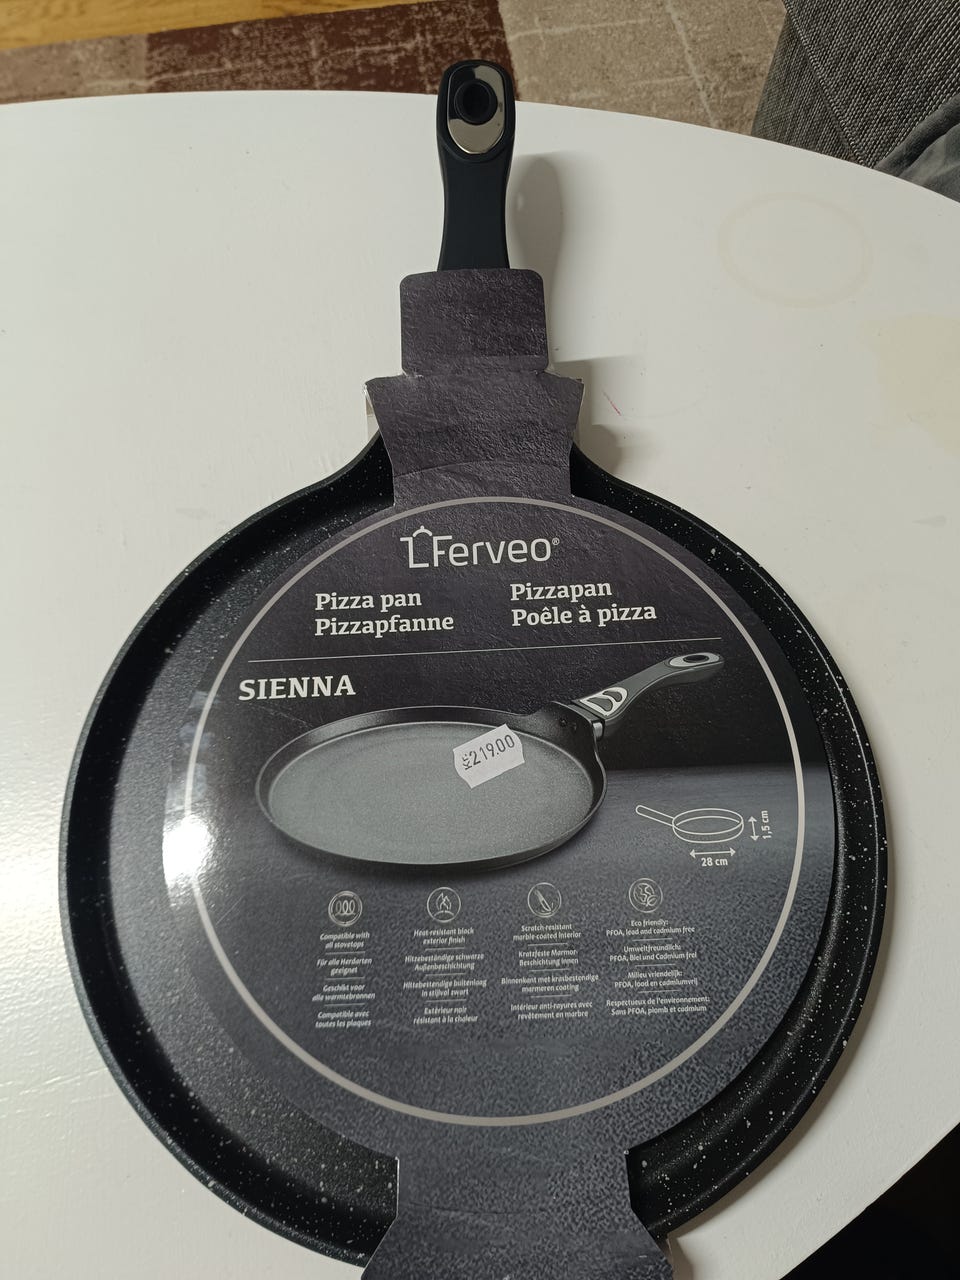 Ferveo®
Pizza pan
Pizzapfanne
Pizzapan
Poêle à pizza
SIENNA
219.00
1,5 cm
28 cm
Compatible with
all stovetops
Für alle Herdarten
geeignet
Geschikt voor
alle warmtebronnen
Compatible avec
toutes les plaques
Heat-resistant black
exterior finish
Hitzebeständige schwarze
Außenbeschichtung
Hittebestendige buitenlaag
in stijlvol zwart
Extérieur noir
résistant à la chaleur
Scratch-resistant
marble-coated interior
Kratzfeste Marmor
Beschichtung innen
Binnenkant met krasbestendige
marmeren coating
Intérieur anti-rayures avec
revêtement en marbre
Eco friendly:
PFOA, lead and cadmium free
Umweltfreundlich:
PFOA, Blei und Cadmium frei
Milieu vriendelijk:
PFOA, lood en cadmiumvrij
Respectueux de l'environnement:
Sans PFOA, plomb et cadmium